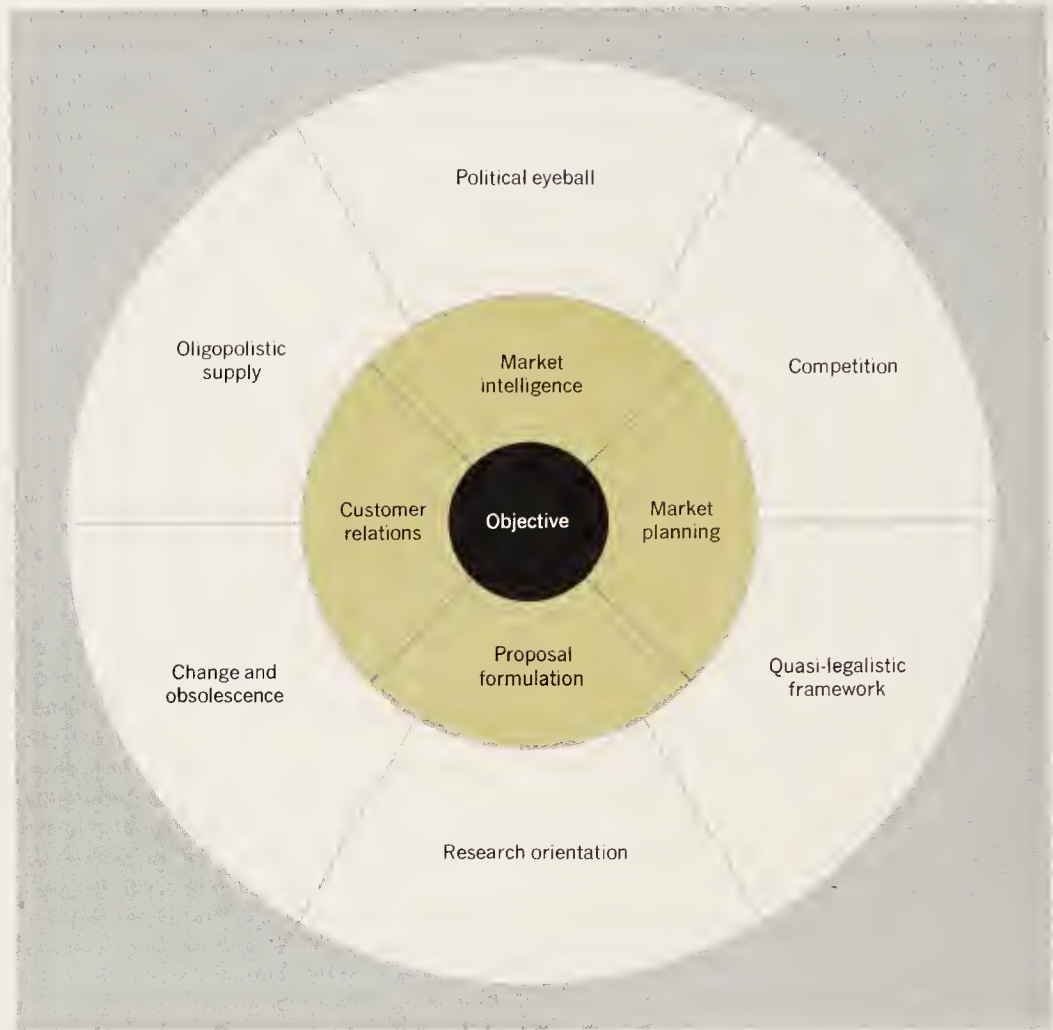 Political eyeball
Oligopolistic
supply
Market
intelligence
Competition
Customer
relations
Objective
Market
planning
Change and
obsolescence
Proposal
formulation
Quasi-legalistic
framework
Research orientation